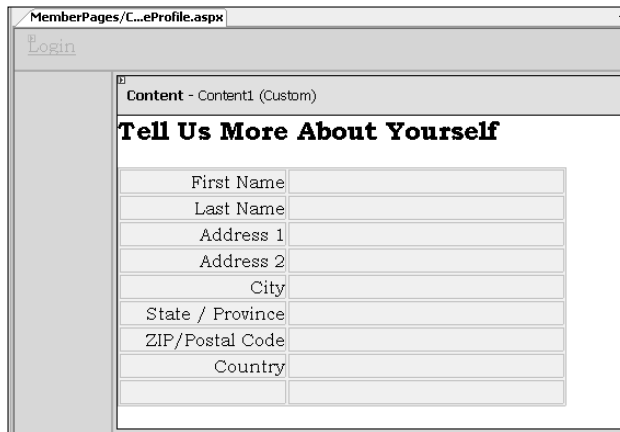 MemberPages/C...eProfile.aspx
Login
Content - Content1 (Custom)
Tell Us More About Yourself
First Name
Last Name
Address 1
Address 2
City
State / Province
ZIP/Postal Code
Country